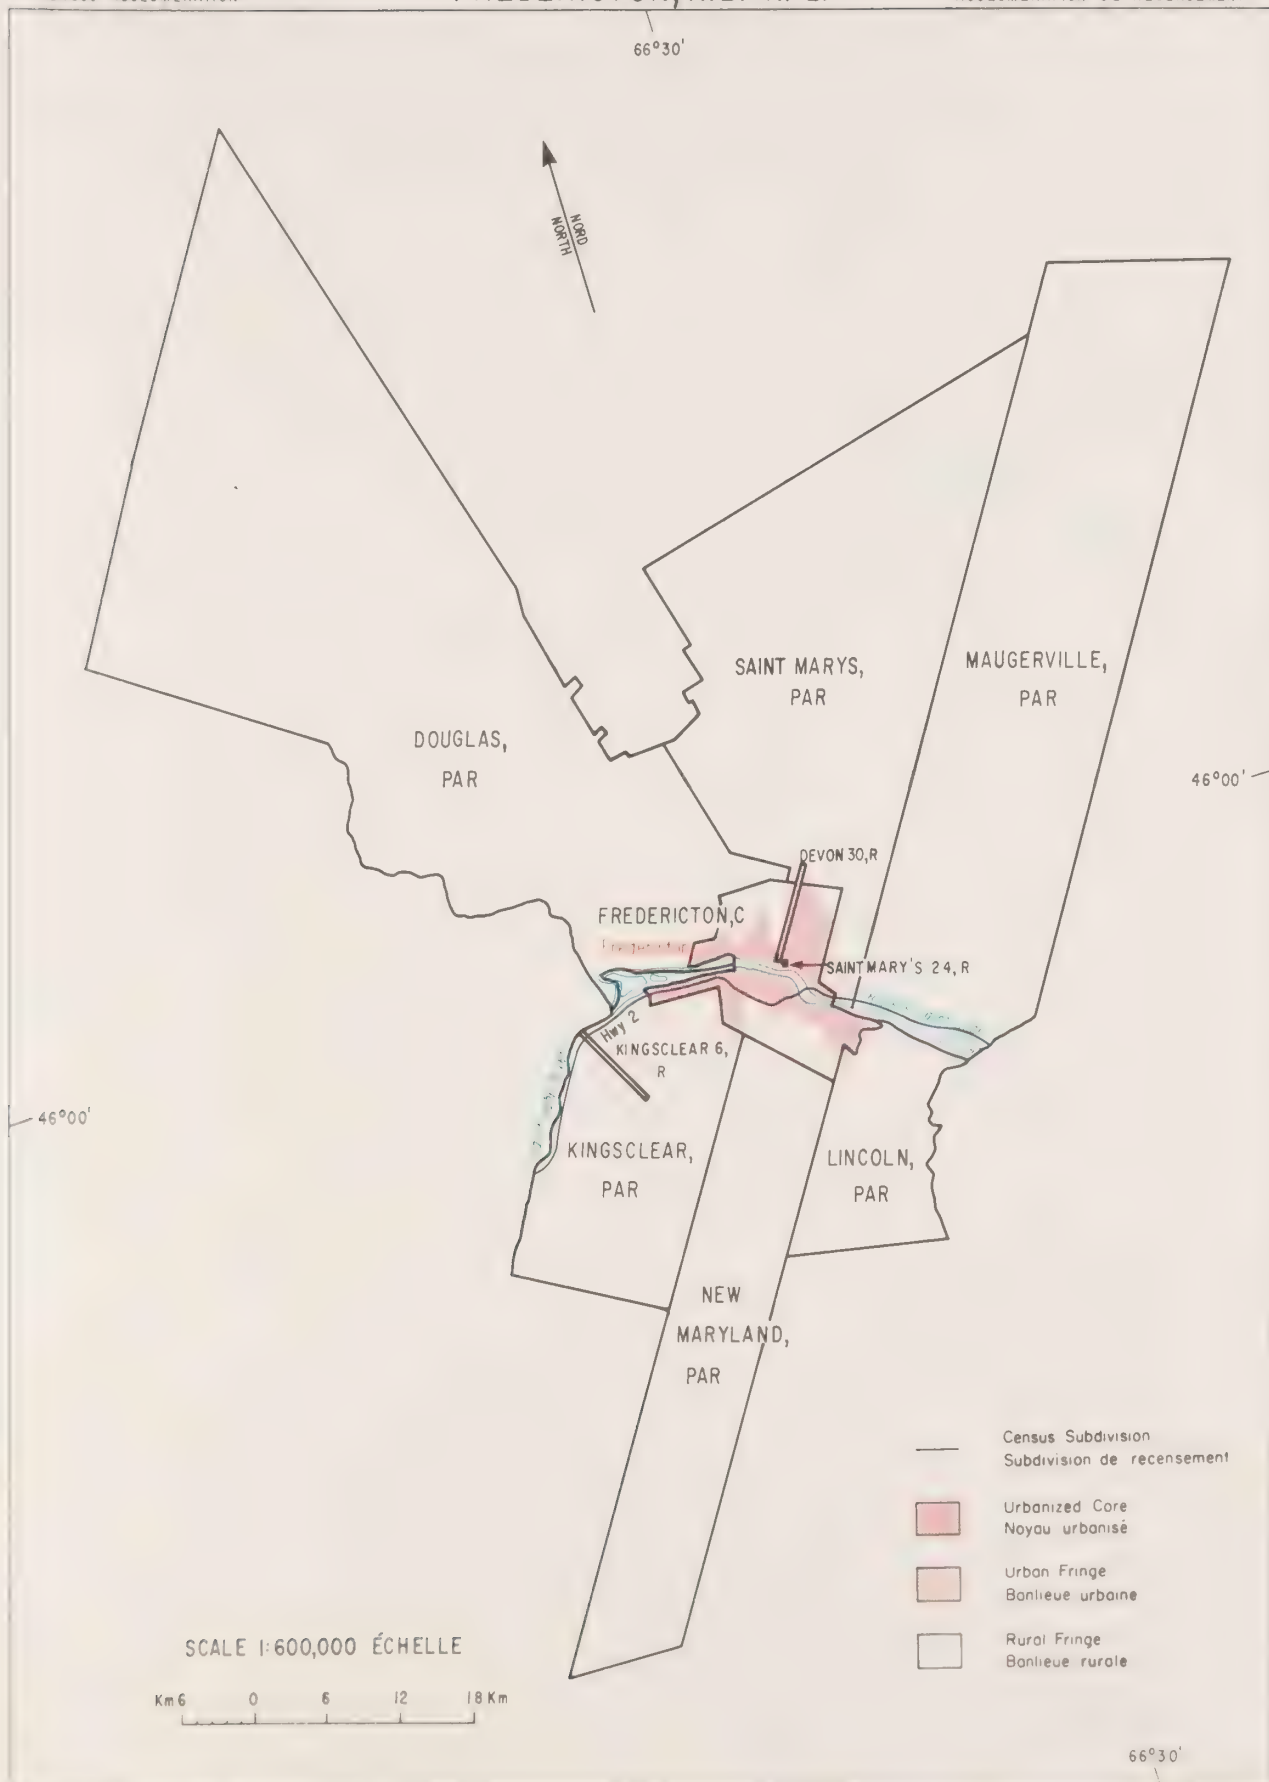 66°30'
NORD
NORTH
SAINT MARYS,
PAR
MAUGERVILLE,
PAR
DOUGLAS,
PAR
46°00'
DEVON 30,R
FREDERICTON,C
SAINT MARY'S 24, R
Hwy 2
KINGSCLEAR 6,
R
46°00'
KINGSCLEAR,
PAR
LINCOLN,
PAR
NEW
MARYLAND,
PAR
Census Subdivision
Subdivision de recensement
Urbanized Core
Noyau urbanisé
Urban Fringe
Banlieue urbaine
Rural Fringe
Banlieue rurale
SCALE 1:600,000 ÉCHELLE
Km 6 0 6 12 18 Km
66°30'